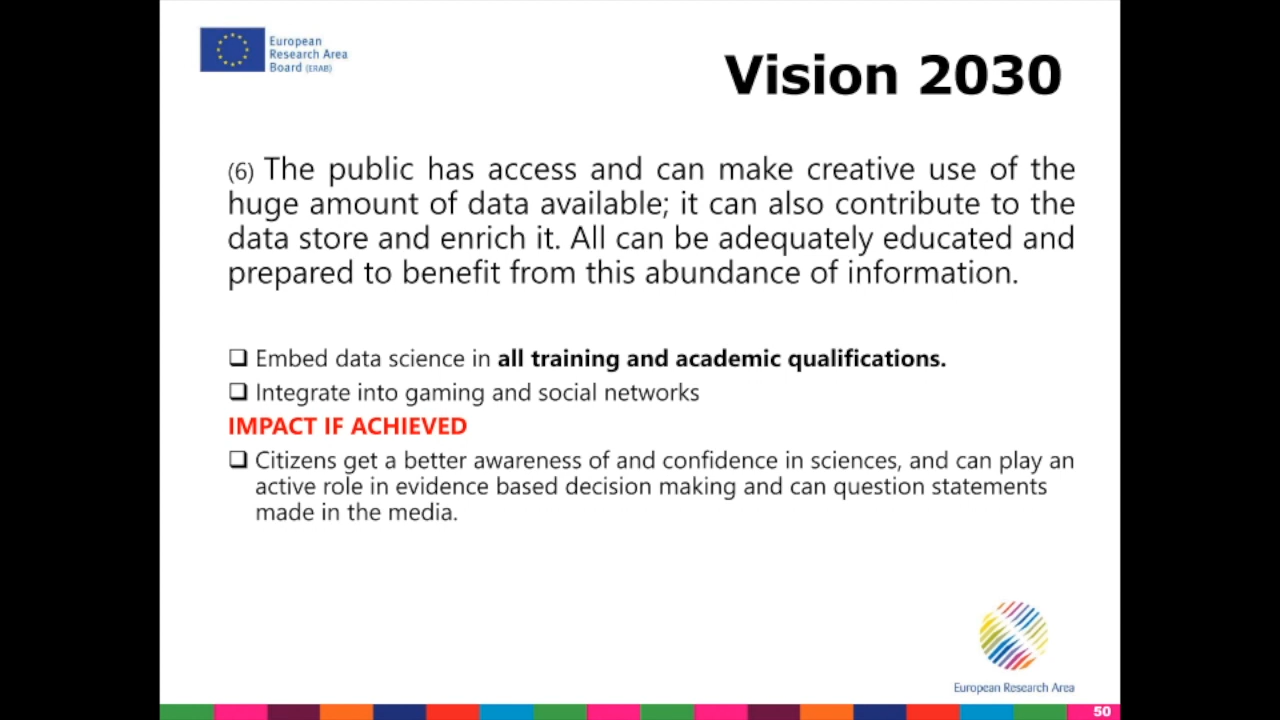 European
Research Area
Board (ERAB)
Vision 2030
(6) The public has access and can make creative use of the
huge amount of data available; it can also contribute to the
data store and enrich it. All can be adequately educated and
prepared to benefit from this abundance of information.
❑ Embed data science in all training and academic qualifications.
❑ Integrate into gaming and social networks
IMPACT IF ACHIEVED
❑ Citizens get a better awareness of and confidence in sciences, and can play an
active role in evidence based decision making and can question statements
made in the media.
European Research Area
50